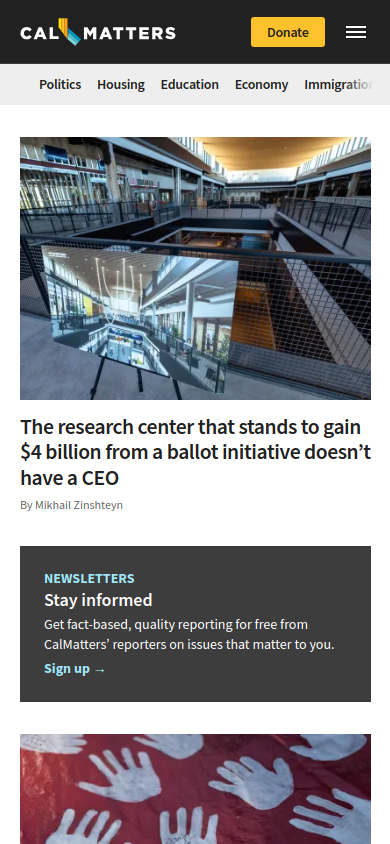 CALMATTERS
Donate
Politics Housing Education Economy Immigration
The research center that stands to gain
$4 billion from a ballot initiative doesn’t
have a CEO
By Mikhail Zinshteyn
NEWSLETTERS
Stay informed
Get fact-based, quality reporting for free from
CalMatters’ reporters on issues that matter to you.
Sign up →